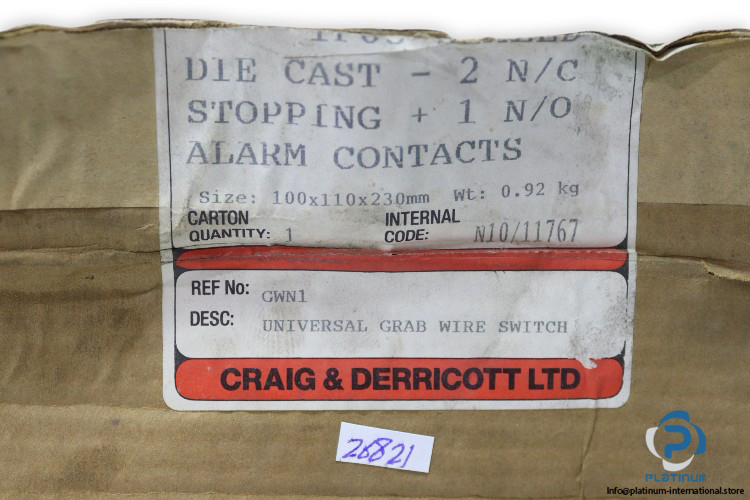 DIE CAST - 2 N/C
STOPPING + 1 N/O
ALARM CONTACTS
Size: 100x110x230mm Wt: 0.92 kg
CARTON QUANTITY: 1
INTERNAL CODE: N10/11767
REF No: GWN1
DESC: UNIVERSAL GRAB WIRE SWITCH
CRAIG & DERRICOTT LTD
26821
PLATINUM
Info@platinum-international.store